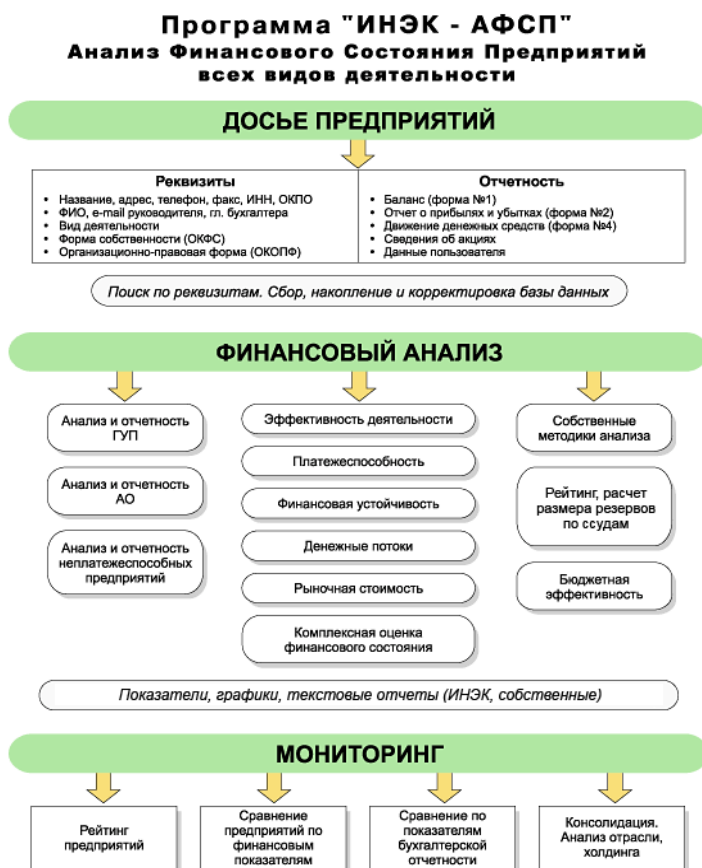 Программа "ИНЭК - АФСП"
Анализ Финансового Состояния Предприятий
всех видов деятельности
ДОСЬЕ ПРЕДПРИЯТИЙ
Реквизиты
• Название, адрес, телефон, факс, ИНН, ОКПО
• ФИО, e-mail руководителя, гл. бухгалтера
• Вид деятельности
• Форма собственности (ОКФС)
• Организационно-правовая форма (ОКОПФ)
Отчетность
• Баланс (форма №1)
• Отчет о прибылях и убытках (форма №2)
• Движение денежных средств (форма №4)
• Сведения об акциях
• Данные пользователя
Поиск по реквизитам. Сбор, накопление и корректировка базы данных
ФИНАНСОВЫЙ АНАЛИЗ
Анализ и отчетность
ГУП
Анализ и отчетность
АО
Анализ и отчетность
неплатежеспособных
предприятий
Эффективность деятельности
Платежеспособность
Финансовая устойчивость
Денежные потоки
Рыночная стоимость
Комплексная оценка
финансового состояния
Собственные
методики анализа
Рейтинг, расчет
размера резервов
по ссудам
Бюджетная
эффективность
Показатели, графики, текстовые отчеты (ИНЭК, собственные)
МОНИТОРИНГ
Рейтинг
предприятий
Сравнение
предприятий по
финансовым
показателям
Сравнение по
показателям
бухгалтерской
отчетности
Консолидация.
Анализ отрасли,
холдинга